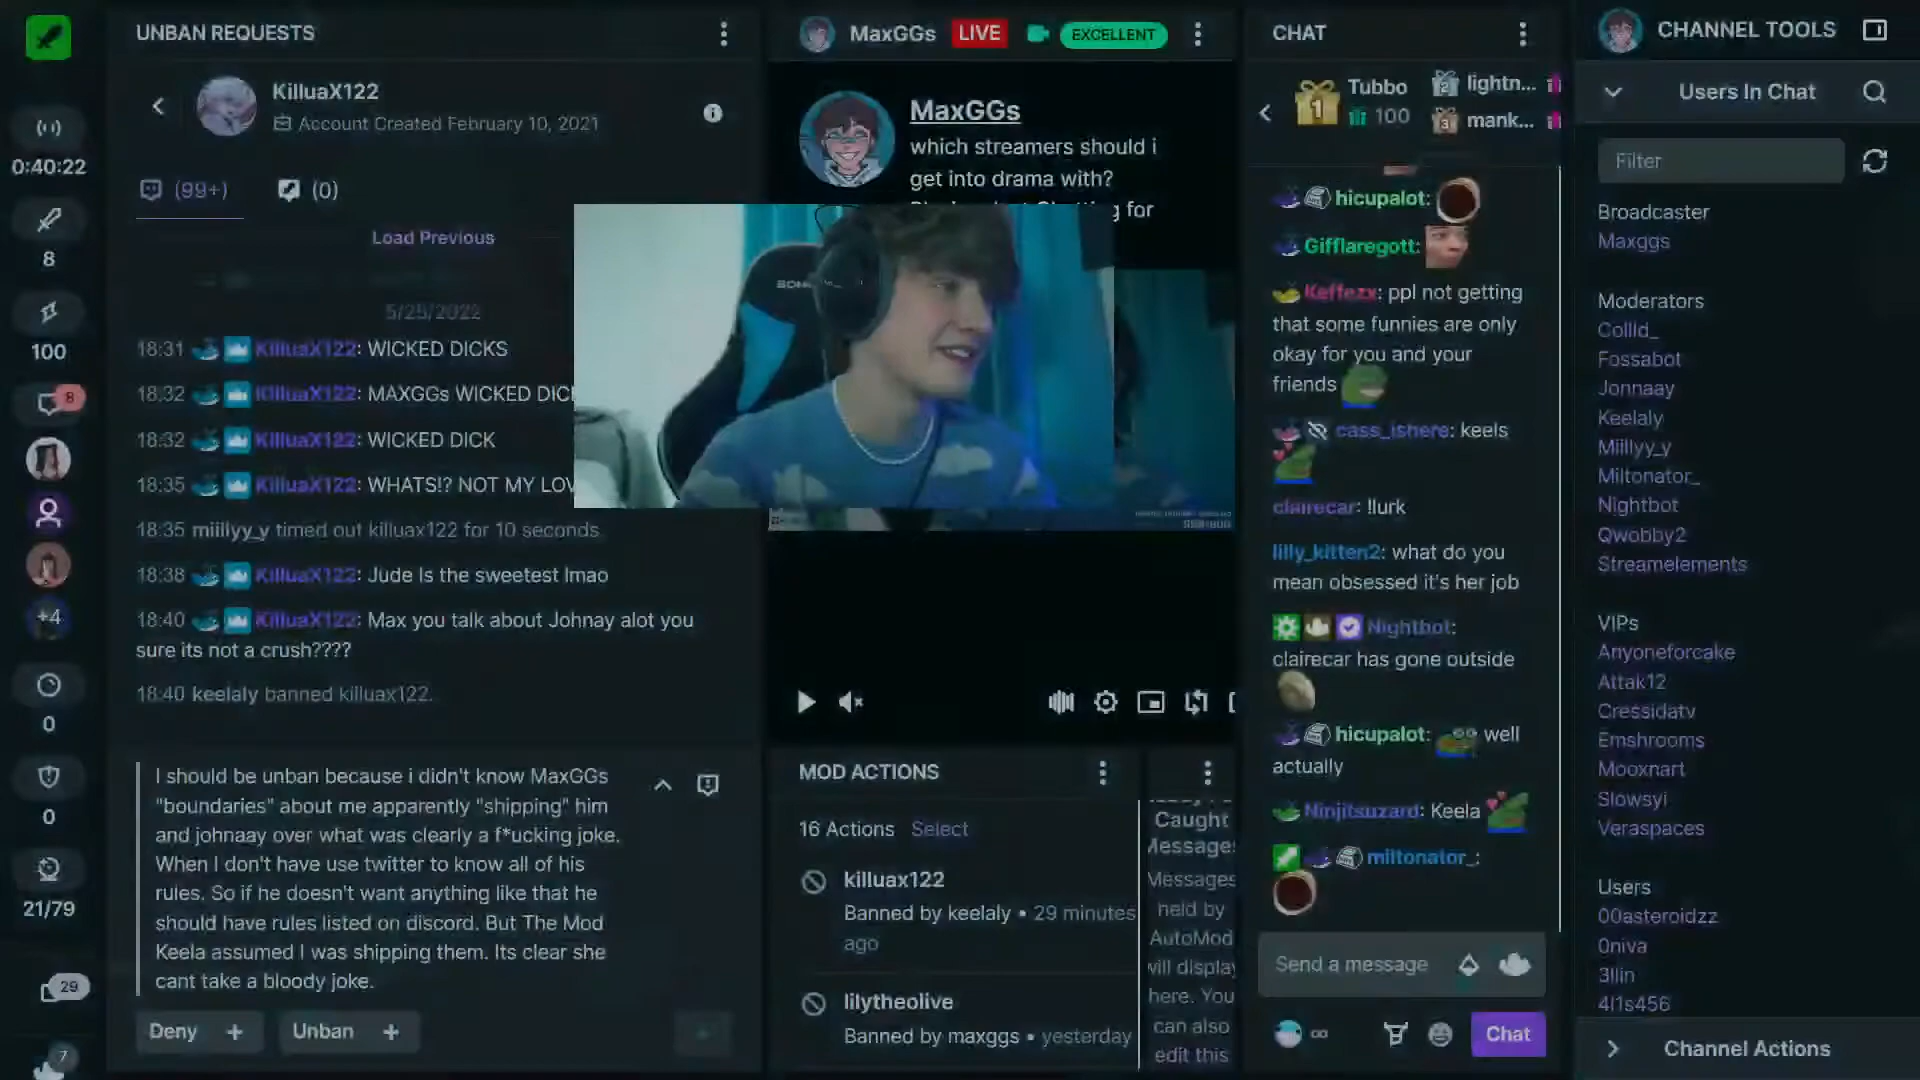 UNBAN REQUESTS
KilluaX122
Account Created February 10, 2021
(99+)
(0)
Load Previous
5/25/2022
18:31 KilluaX122: WICKED DICKS
18:32 KilluaX122: MAXGGs WICKED
18:32 KilluaX122: WICKED DICK
18:35 KilluaX122: WHATS!? NOT MY
18:35 miillyy_y timed out killuax122 for 10 seconds.
18:38 KilluaX122: Jude Is the sweetest lmao
18:40 KilluaX122: Max you talk about Johnay alot you
sure its not a crush????
18:40 keelaly banned killuax122.
I should be unban because i didn't know MaxGGs
"boundaries" about me apparently "shipping" him
and johnaay over what was clearly a f*ucking joke.
When I don't have use twitter to know all of his
rules. So if he doesn't want anything like that he
should have rules listed on discord. But The Mod
Keela assumed I was shipping them. Its clear she
cant take a bloody joke.
Deny +
Unban +
0:40:22
8
100
8
+4
0
0
21/79
29
7
MaxGGs LIVE EXCELLENT
MaxGGs
which streamers should i
get into drama with?
for
MOD ACTIONS
16 Actions Select
killuax122
Banned by keelaly • 29 minutes
ago
lilytheolive
Banned by maxggs • yesterday
Caught
Messages
held by
AutoMod
will display
here. You
can also
edit this
CHAT
1
Tubbo
100
2
lightn...
3
mank...
hicupalot:
Gifflaregott:
Keffezx: ppl not getting
that some funnies are only
okay for you and your
friends
cass_ishere: keels
clairecar: !lurk
lilly_kitten2: what do you
mean obsessed it's her job
Nightbot:
clairecar has gone outside
hicupalot: well
actually
Ninjitsuzard: Keela
miltonator_:
Send a message
∞
Chat
CHANNEL TOOLS
Users In Chat
Filter
Broadcaster
Maxggs
Moderators
Collid_
Fossabot
Jonnaay
Keelaly
Miillyy_y
Miltonator_
Nightbot
Qwobby2
Streamelements
VIPs
Anyoneforcake
Attak12
Cressidatv
Emshrooms
Mooxnart
Slowsyi
Veraspaces
Users
00asteroidzz
0niva
3llin
4l1s456
Channel Actions